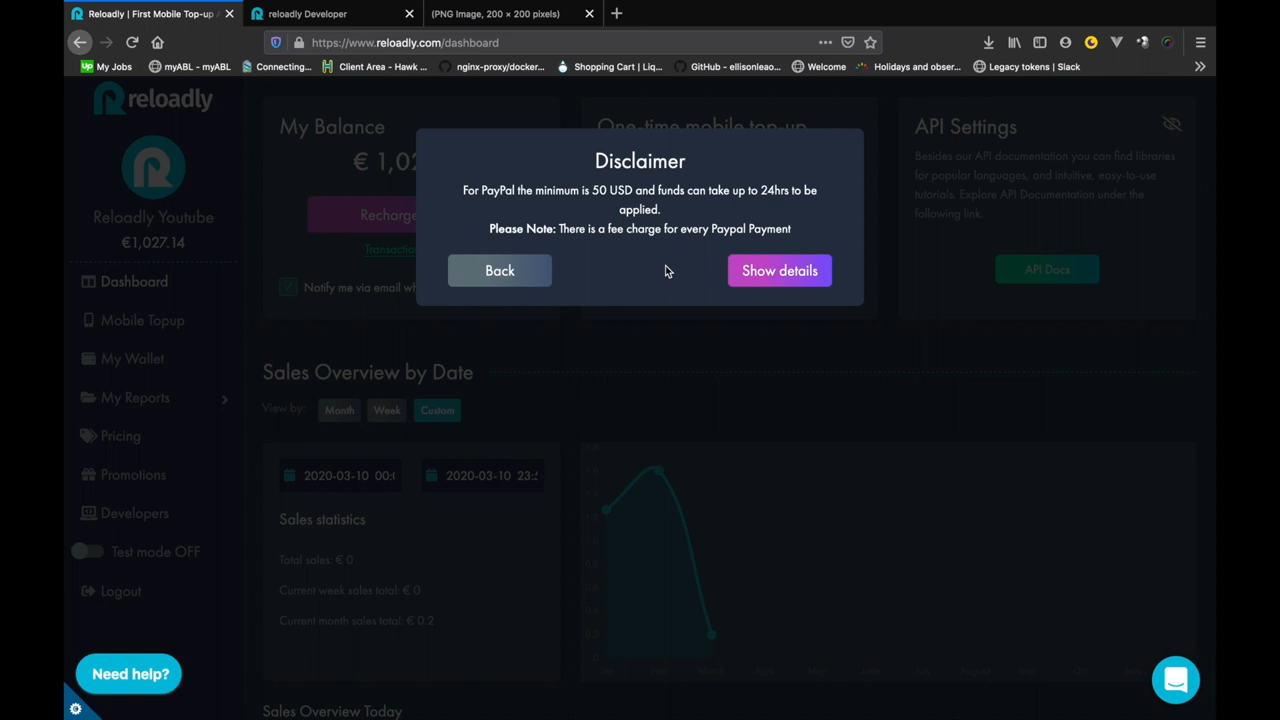 Reloadly | First Mobile Top-up
reloadly Developer
(PNG Image, 200 × 200 pixels)
https://www.reloadly.com/dashboard
My Jobs
myABL - myABL
Connecting...
Client Area - Hawk ...
nginx-proxy/docker...
Shopping Cart | Liq...
GitHub - ellisonleao...
Welcome
Holidays and obser...
Legacy tokens | Slack
reloadly
Reloadly Youtube
€1,027.14
Dashboard
Mobile Topup
My Wallet
My Reports
Pricing
Promotions
Developers
Test mode OFF
Logout
Need help?
My Balance
€ 1,02
Recharge
Transaction
Notify me via email wh
One-time mobile top-up
API Settings
Besides our API documentation you can find libraries
for popular languages, and intuitive, easy-to-use
tutorials. Explore API Documentation under the
following link.
API Docs
Disclaimer
For PayPal the minimum is 50 USD and funds can take up to 24hrs to be
applied.
Please Note: There is a fee charge for every Paypal Payment
Back
Show details
Sales Overview by Date
View by:
Month
Week
Custom
2020-03-10 00:
2020-03-10 23:
Sales statistics
Total sales: € 0
Current week sales total: € 0
Current month sales total: € 0.2
Sales Overview Today